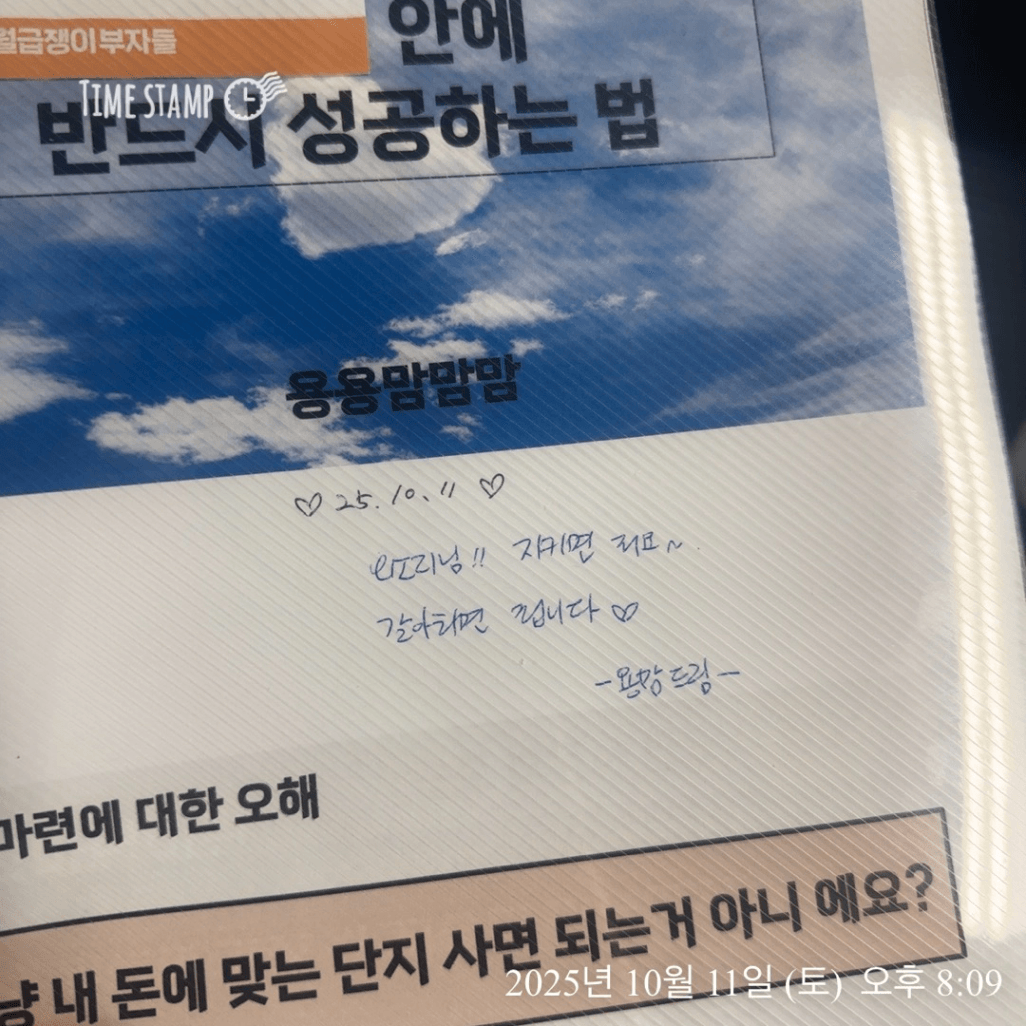 월급쟁이부자들
안에
TIME STAMP
반드시 성공하는 법
용용맘맘맘
♡ 25. 10. 11 ♡
님!! 지키면 되요~
갈아타면 됩니다 ♡
-용맘드림-
마련에 대한 오해
냥 내 돈에 맞는 단지 사면 되는거 아니 에요?
2025년 10월 11일 (토) 오후 8:09